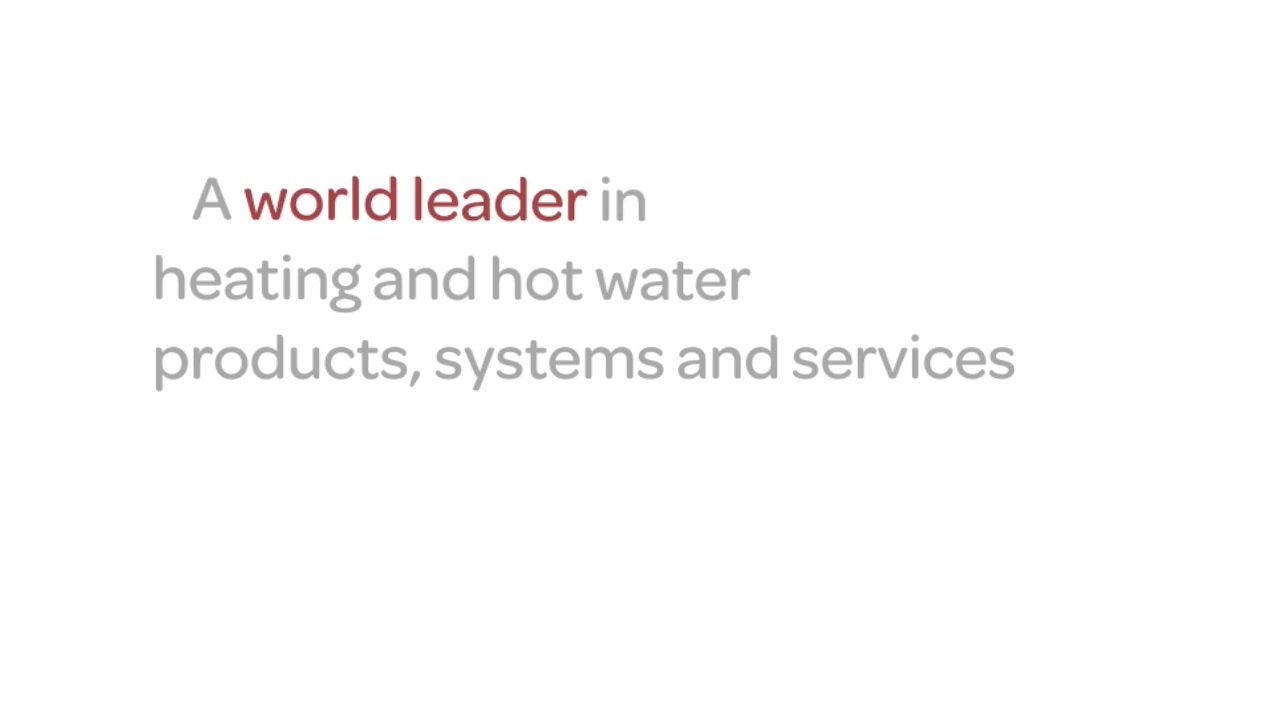 A world leader in
heating and hot water
products, systems and services